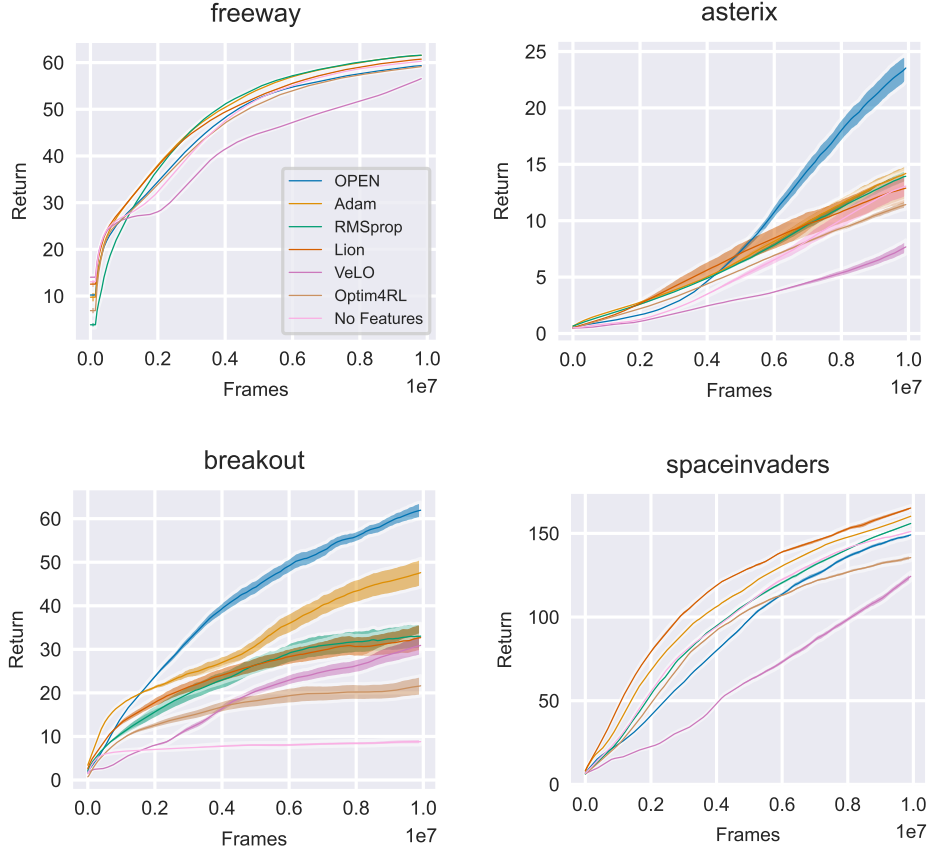 freeway
Return
60
50
40
30
20
10
0.0 0.2 0.4 0.6 0.8 1.0
Frames
1e7
OPEN
Adam
RMSprop
Lion
VeLO
Optim4RL
No Features
asterix
Return
25
20
15
10
5
0
0.0 0.2 0.4 0.6 0.8 1.0
Frames
1e7
breakout
Return
60
50
40
30
20
10
0
0.0 0.2 0.4 0.6 0.8 1.0
Frames
1e7
spaceinvaders
Return
150
100
50
0
0.0 0.2 0.4 0.6 0.8 1.0
Frames
1e7